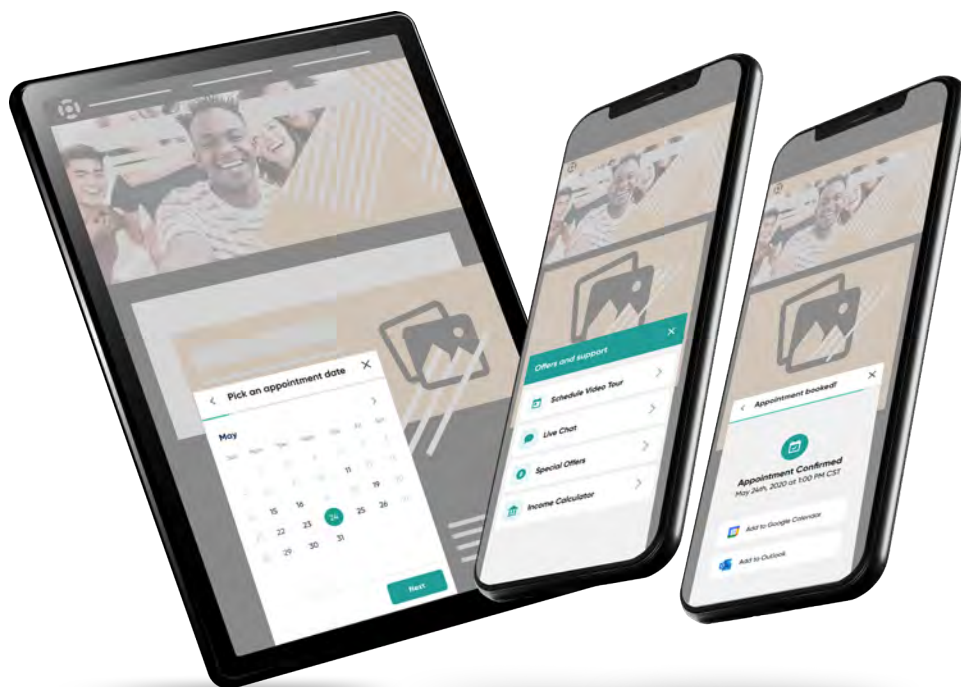 Pick an appointment date
May
11
15 16 19
22 23 24 25 26
29 30 31
Next
Offers and support
Schedule Video Tour
Live Chat
Special Offers
Income Calculator
Appointment booked!
Appointment Confirmed
May 24th, 2020 at 1:00 PM CST
Add to Google Calendar
Add to Outlook